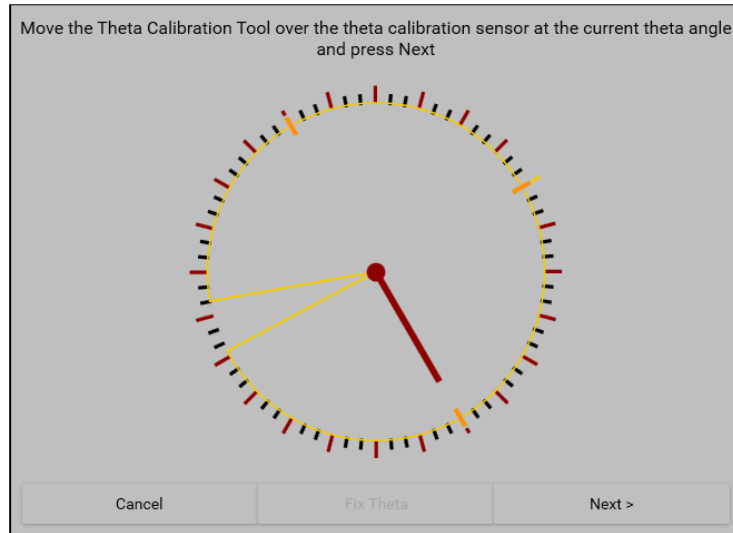 Move the Theta Calibration Tool over the theta calibration sensor at the current theta angle
and press Next
Cancel
Fix Theta
Next >